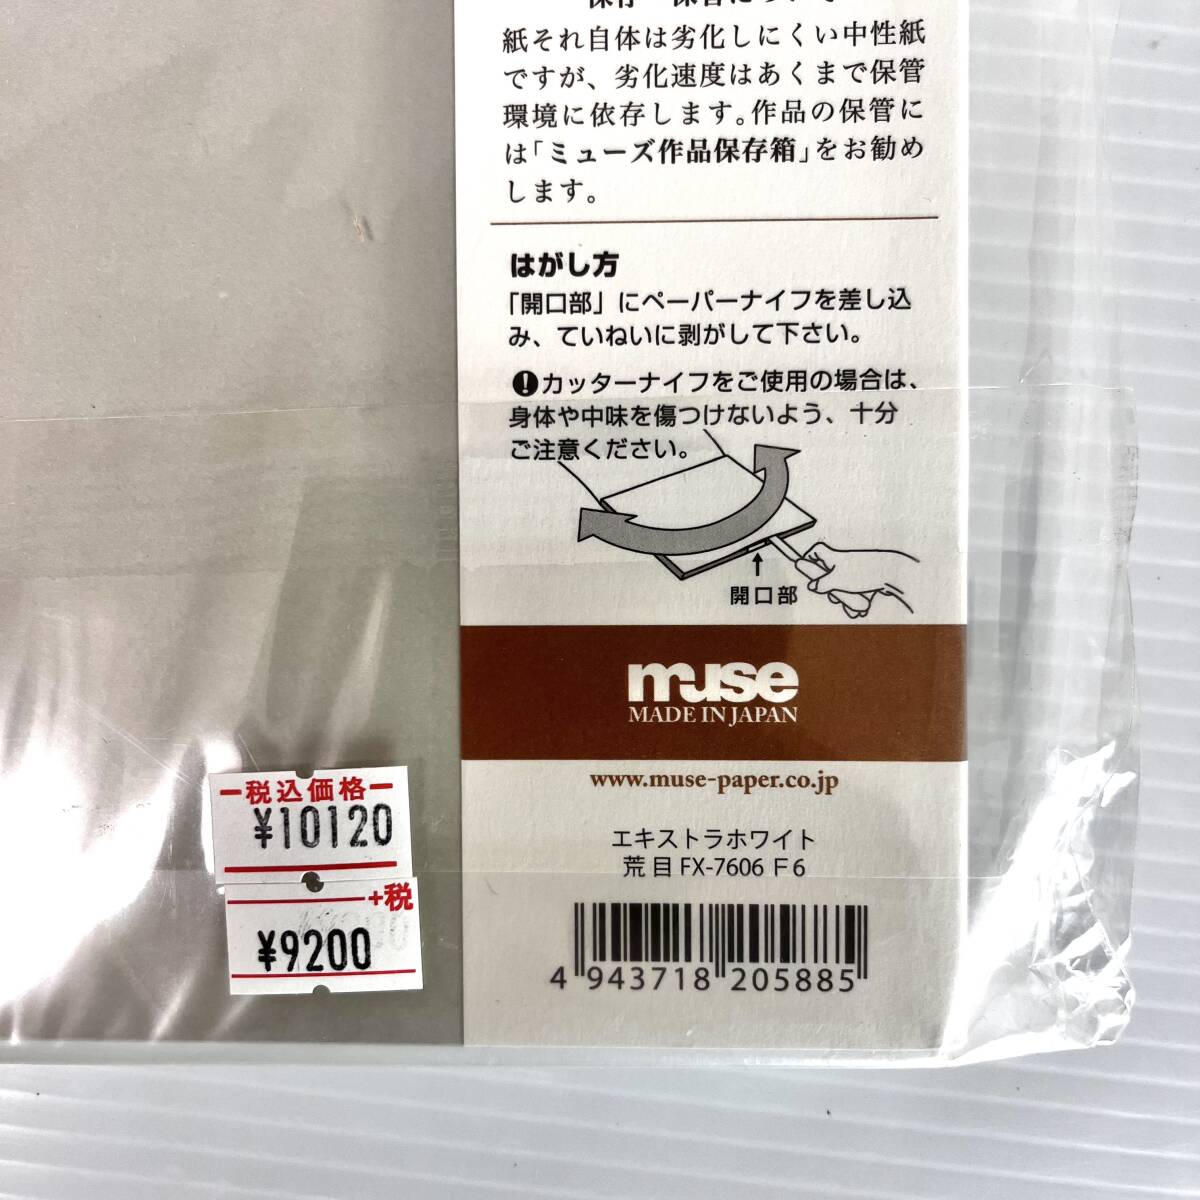 保存・保管について
紙それ自体は劣化しにくい中性紙
ですが、劣化速度はあくまで保管
環境に依存します。作品の保管に
は「ミューズ作品保存箱」をお勧め
します。
はがし方
「開口部」にペーパーナイフを差し込
み、ていねいに剥がして下さい。
!カッターナイフをご使用の場合は、
身体や中味を傷つけないよう、十分
ご注意ください。
開口部
muse
MADE IN JAPAN
www.muse-paper.co.jp
エキストラホワイト
荒目 FX-7606 F6
4 943718 205885
税込価格
¥10120
+税
¥9200